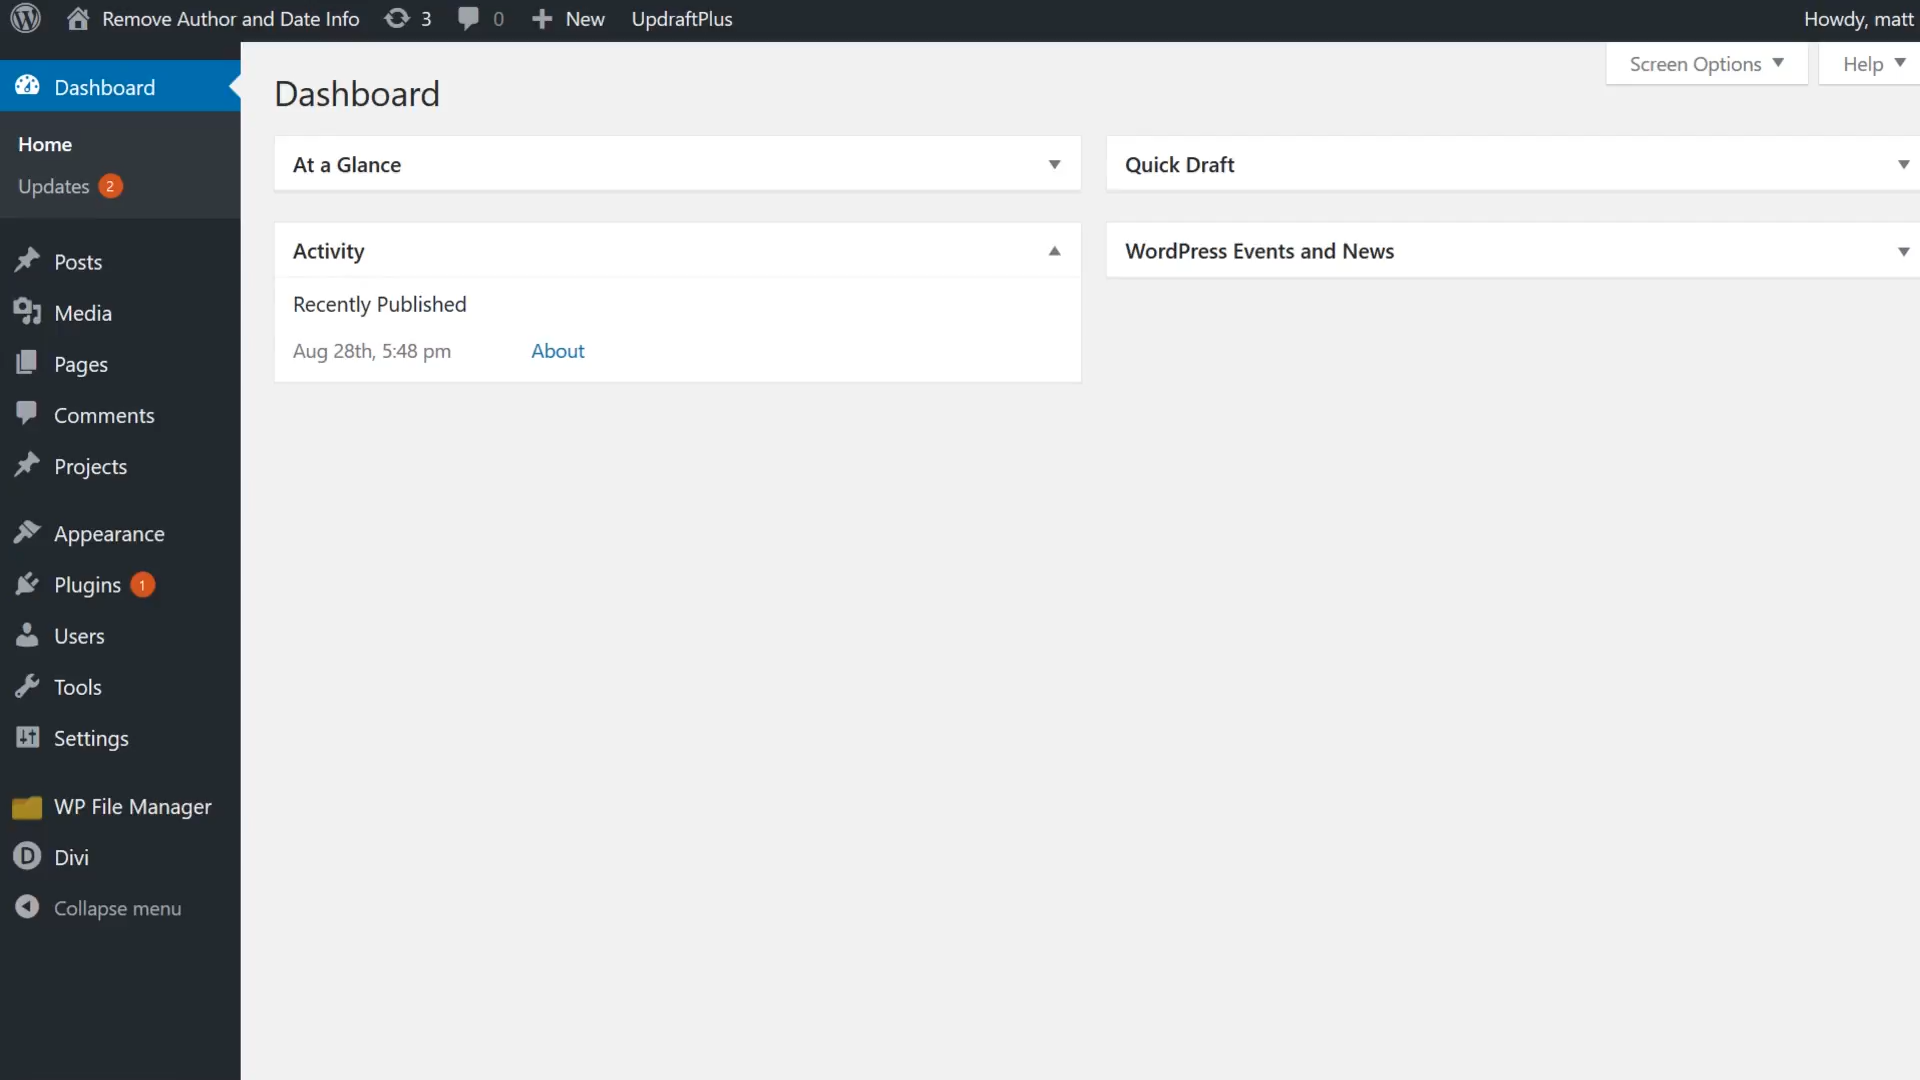 Remove Author and Date Info 3 0 New UpdraftPlus Howdy, matt
Screen Options Help
Dashboard
Home
Updates 2
Posts
Media
Pages
Comments
Projects
Appearance
Plugins 1
Users
Tools
Settings
WP File Manager
Divi
Collapse menu
Dashboard
At a Glance
Activity
Recently Published
Aug 28th, 5:48 pm About
Quick Draft
WordPress Events and News